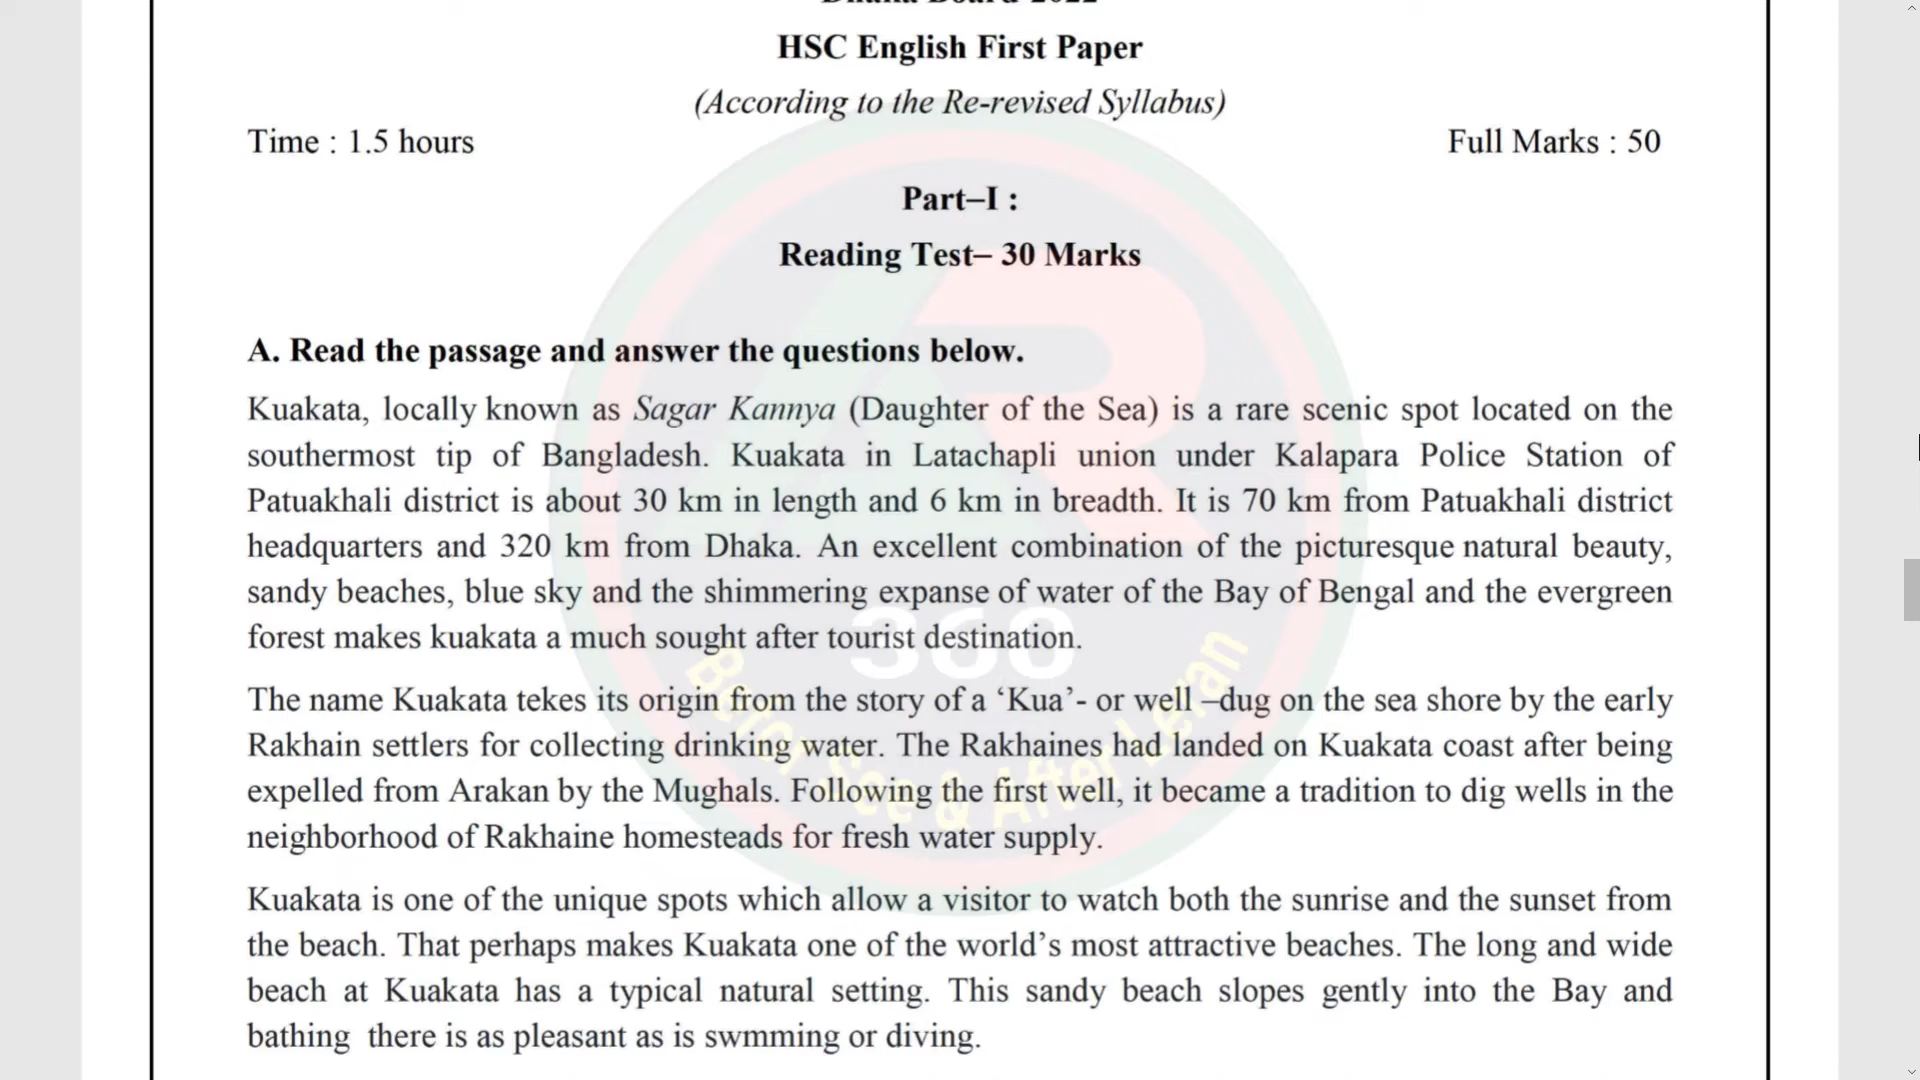 Dhaka Board-2022
HSC English First Paper
(According to the Re-revised Syllabus)
Time : 1.5 hours Full Marks : 50
Part–I :
Reading Test– 30 Marks
A. Read the passage and answer the questions below.
Kuakata, locally known as Sagar Kannya (Daughter of the Sea) is a rare scenic spot located on the
southermost tip of Bangladesh. Kuakata in Latachapli union under Kalapara Police Station of
Patuakhali district is about 30 km in length and 6 km in breadth. It is 70 km from Patuakhali district
headquarters and 320 km from Dhaka. An excellent combination of the picturesque natural beauty,
sandy beaches, blue sky and the shimmering expanse of water of the Bay of Bengal and the evergreen
forest makes kuakata a much sought after tourist destination.
The name Kuakata tekes its origin from the story of a ‘Kua’- or well –dug on the sea shore by the early
Rakhain settlers for collecting drinking water. The Rakhaines had landed on Kuakata coast after being
expelled from Arakan by the Mughals. Following the first well, it became a tradition to dig wells in the
neighborhood of Rakhaine homesteads for fresh water supply.
Kuakata is one of the unique spots which allow a visitor to watch both the sunrise and the sunset from
the beach. That perhaps makes Kuakata one of the world’s most attractive beaches. The long and wide
beach at Kuakata has a typical natural setting. This sandy beach slopes gently into the Bay and
bathing there is as pleasant as is swmming or diving.
R
360
Befor See & After Leran